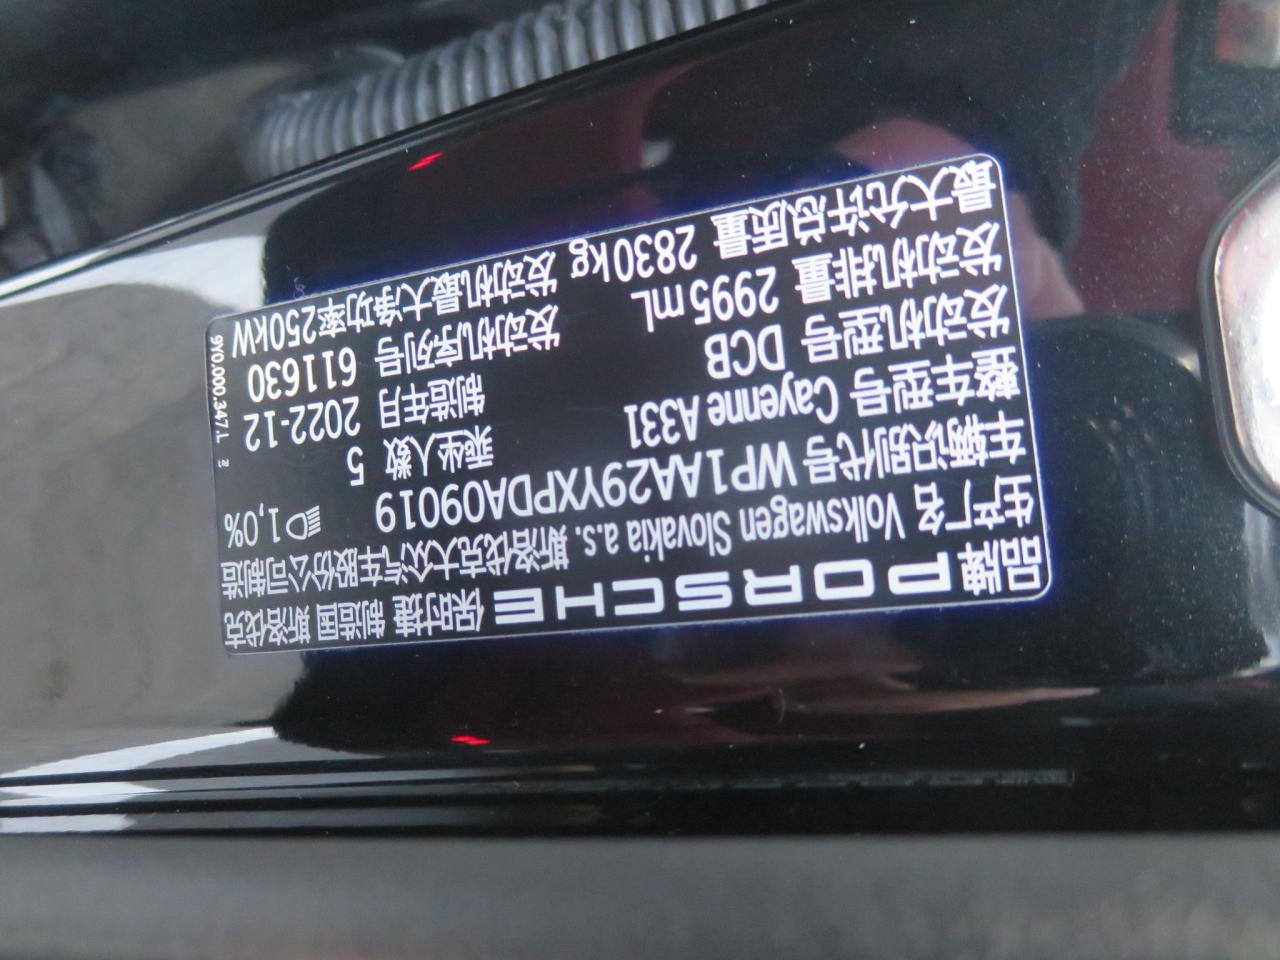 品牌 PORSCHE 保时捷 制造国 斯洛伐克
生产厂名 Volkswagen Slovakia a.s. 斯洛伐克大众汽车股份公司制造
车辆识别代号 WP1AA29YXPDA09019 1,0%
整车型号 Cayenne A331 乘坐人数 5
发动机型号 DCB 制造年月 2022-12
发动机排量 2995mL 发动机序列号 611630
最大允许总质量 2830kg 发动机最大净功率250kW
9Y0.000.347.L